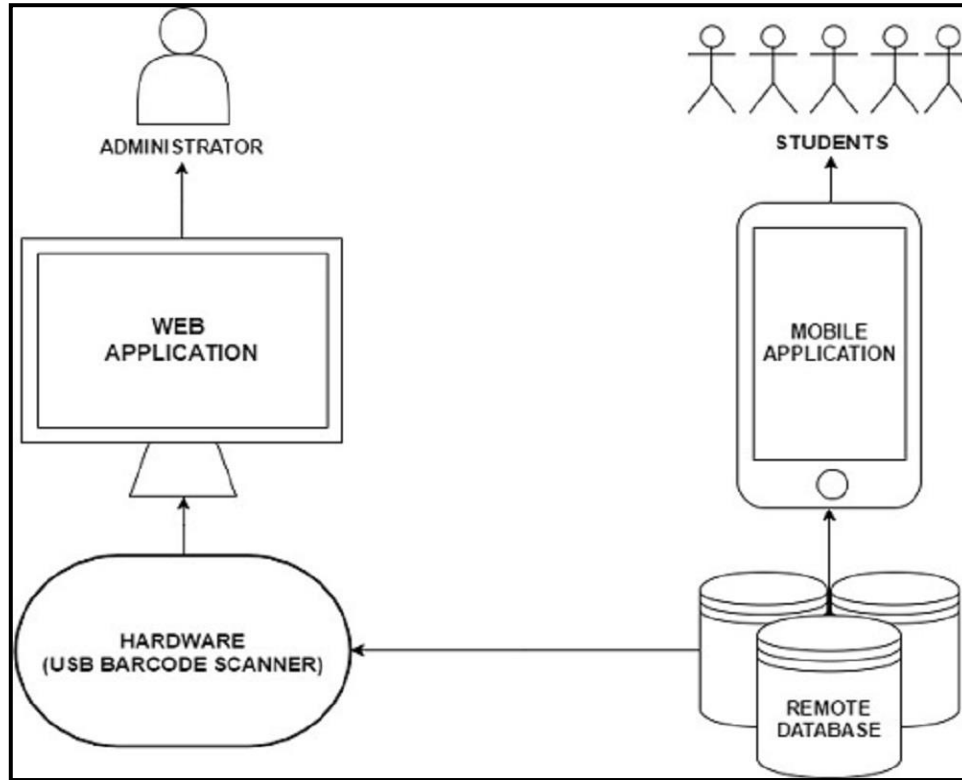 ADMINISTRATOR
STUDENTS
WEB
APPLICATION
MOBILE
APPLICATION
HARDWARE
(USB BARCODE SCANNER)
REMOTE
DATABASE